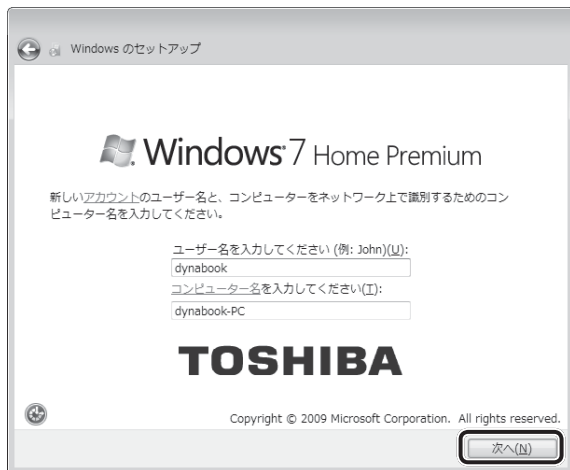 Windows のセットアップ
Windows 7 Home Premium
新しいアカウントのユーザー名と、コンピューターをネットワーク上で識別するためのコン
ピューター名を入力してください。
ユーザー名を入力してください (例: John)(U):
dynabook
コンピューター名を入力してください(T):
dynabook-PC
TOSHIBA
Copyright © 2009 Microsoft Corporation. All rights reserved.
次へ(N)